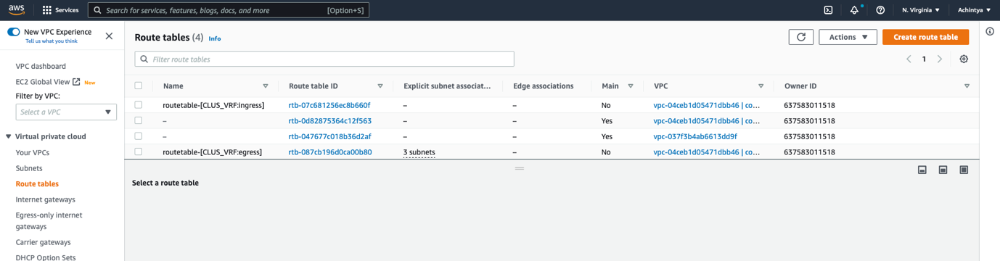 aws Services Search for services, features, blogs, docs, and more [Option+S] N. Virginia Achintya
New VPC Experience
Tell us what you think
VPC dashboard
EC2 Global View New
Filter by VPC:
Select a VPC
Virtual private cloud
Your VPCs
Subnets
Route tables
Internet gateways
Egress-only internet
gateways
Carrier gateways
DHCP Option Sets
Route tables (4) Info Actions Create route table
Filter route tables 1
Name Route table ID Explicit subnet associat... Edge associations Main VPC Owner ID
routetable-[CLUS_VRF:ingress] rtb-07c681256ec8b660f – – No vpc-04ceb1d05471dbb46 | co... 637583011518
– rtb-0d82875364c12f563 – – Yes vpc-04ceb1d05471dbb46 | co... 637583011518
– rtb-047677c018b36d2af – – Yes vpc-037f3b4ab6613dd9f 637583011518
routetable-[CLUS_VRF:egress] rtb-087cb196d0ca00b80 3 subnets – No vpc-04ceb1d05471dbb46 | co... 637583011518
Select a route table